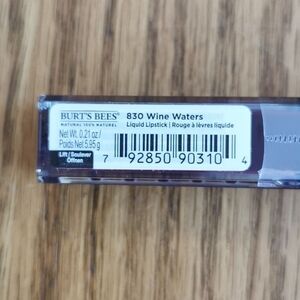 BURT'S BEES®
NATURAL 100% NATUREL
Net Wt. 0.21 oz /
Poids Net 5.95 g
Lift / Soulever
Öffnen
830 Wine Waters
Liquid Lipstick | Rouge à lèvres liquide
7 92850 90310 4